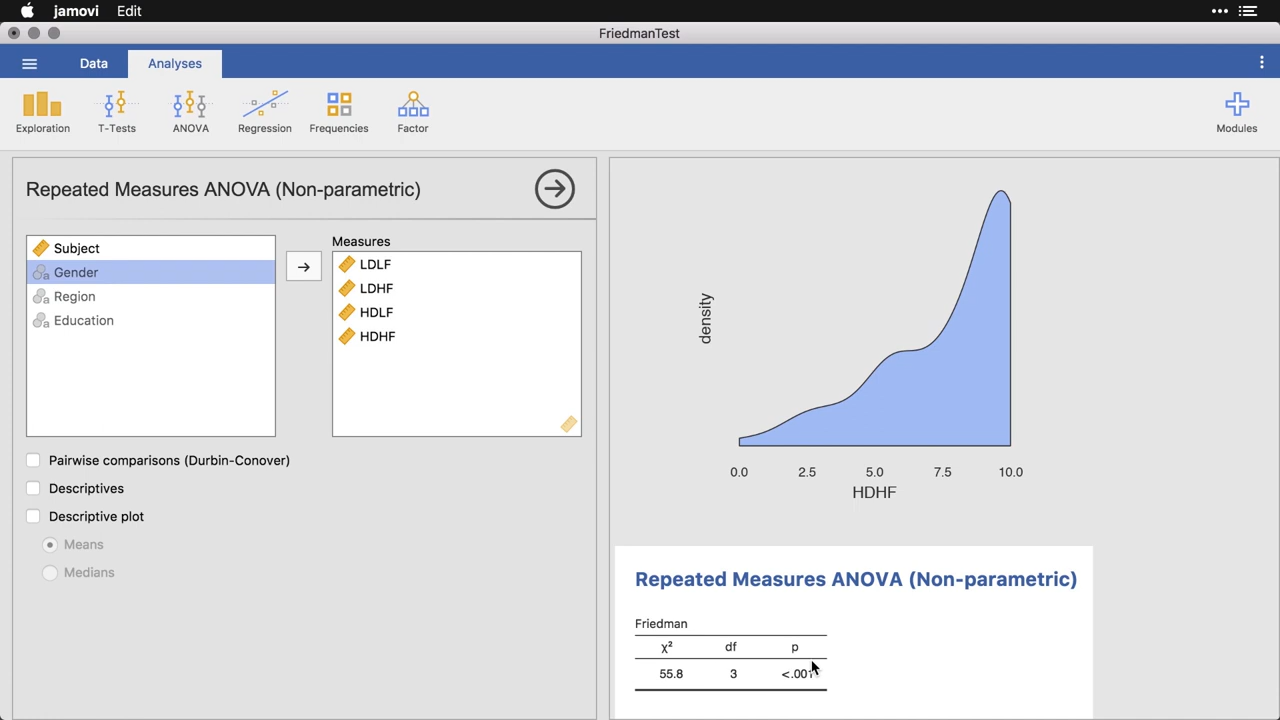 jamovi Edit
FriedmanTest
Data Analyses
Exploration T-Tests ANOVA Regression Frequencies Factor Modules
Repeated Measures ANOVA (Non-parametric)
Subject
Gender
Region
Education
Measures
LDLF
LDHF
HDLF
HDHF
Pairwise comparisons (Durbin-Conover)
Descriptives
Descriptive plot
Means
Medians
density
0.0 2.5 5.0 7.5 10.0
HDHF
Repeated Measures ANOVA (Non-parametric)
Friedman
χ² df p
55.8 3 <.001